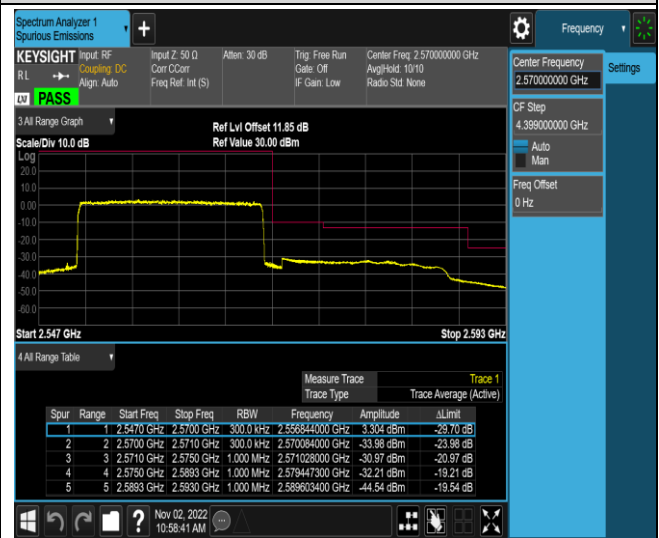 Spectrum Analyzer 1
Spurious Emissions
+
Frequency
KEYSIGHT Input: RF Input Z: 50 Ω Atten: 30 dB Trig: Free Run Center Freq: 2.570000000 GHz
RL Coupling: DC Corr CCorr Gate: Off Avg|Hold: 10/10
Align: Auto Freq Ref: Int (S) IF Gain: Low Radio Std: None
PASS
Center Frequency
2.570000000 GHz
Settings
CF Step
4.399000000 GHz
Auto
Man
Freq Offset
0 Hz
3 All Range Graph
Ref Lvl Offset 11.85 dB
Scale/Div 10.0 dB Ref Value 30.00 dBm
Log
20.0
10.0
0.00
-10.0
-20.0
-30.0
-40.0
-50.0
-60.0
Start 2.547 GHz Stop 2.593 GHz
4 All Range Table
Measure Trace Trace 1
Trace Type Trace Average (Active)
Spur Range Start Freq Stop Freq RBW Frequency Amplitude ΔLimit
1 1 2.5470 GHz 2.5700 GHz 300.0 kHz 2.556844000 GHz 3.304 dBm -29.70 dB
2 2 2.5700 GHz 2.5710 GHz 300.0 kHz 2.570084000 GHz -33.98 dBm -23.98 dB
3 3 2.5710 GHz 2.5750 GHz 1.000 MHz 2.571028000 GHz -30.97 dBm -20.97 dB
4 4 2.5750 GHz 2.5893 GHz 1.000 MHz 2.579447300 GHz -32.21 dBm -19.21 dB
5 5 2.5893 GHz 2.5930 GHz 1.000 MHz 2.589603400 GHz -44.54 dBm -19.54 dB
?
Nov 02, 2022
10:58:41 AM